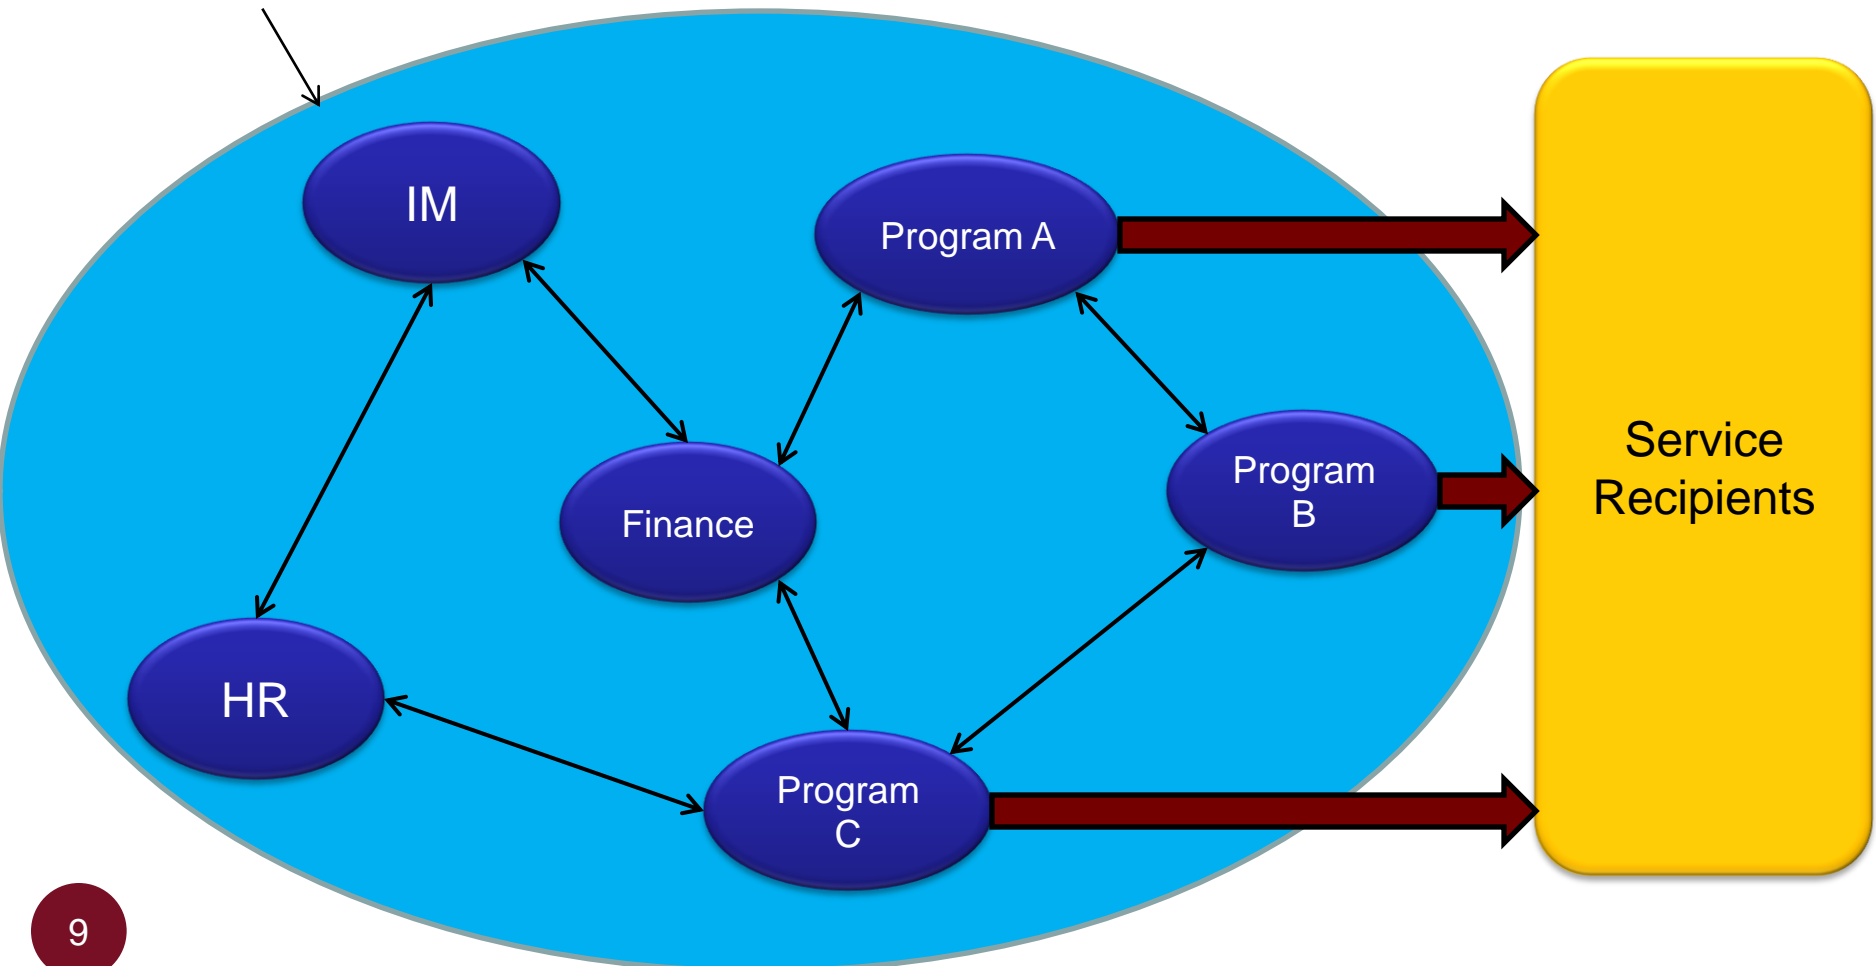 IM
Program A
Program
B
Service
Recipients
Finance
HR
Program
C
9